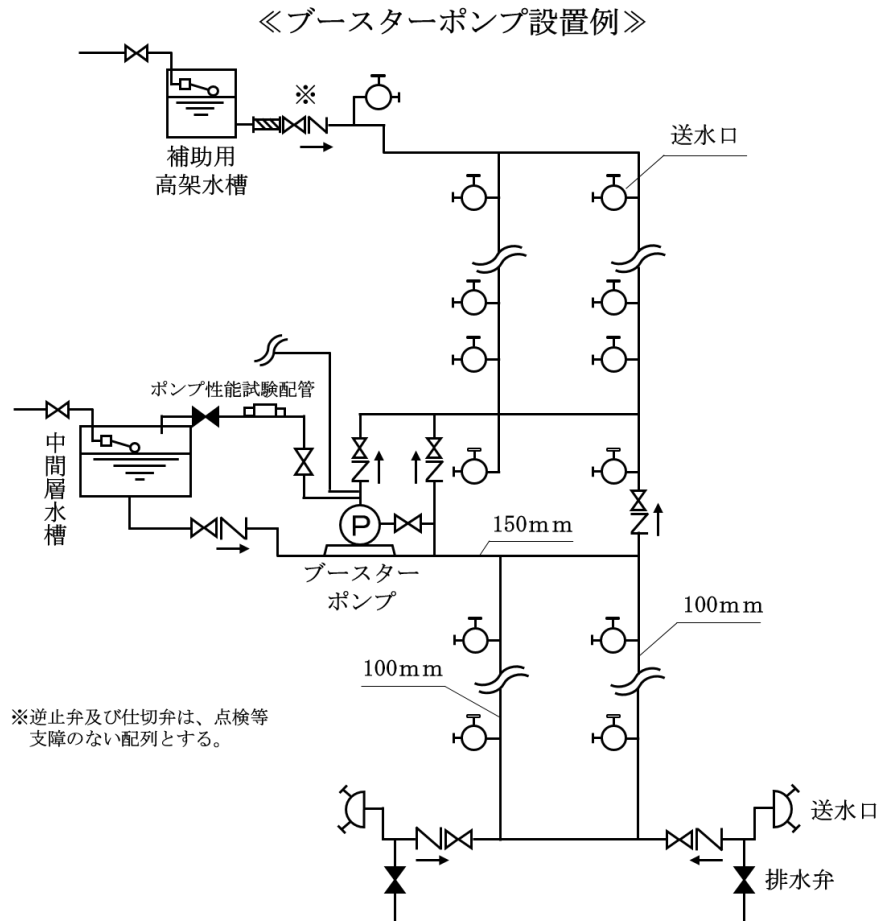 ≪ブースターポンプ設置例≫
※
送水口
補助用
高架水槽
ポンプ性能試験配管
中間層水槽
P
150mm
ブースター
ポンプ
100mm
100mm
※逆止弁及び仕切弁は、点検等
支障のない配列とする。
送水口
排水弁